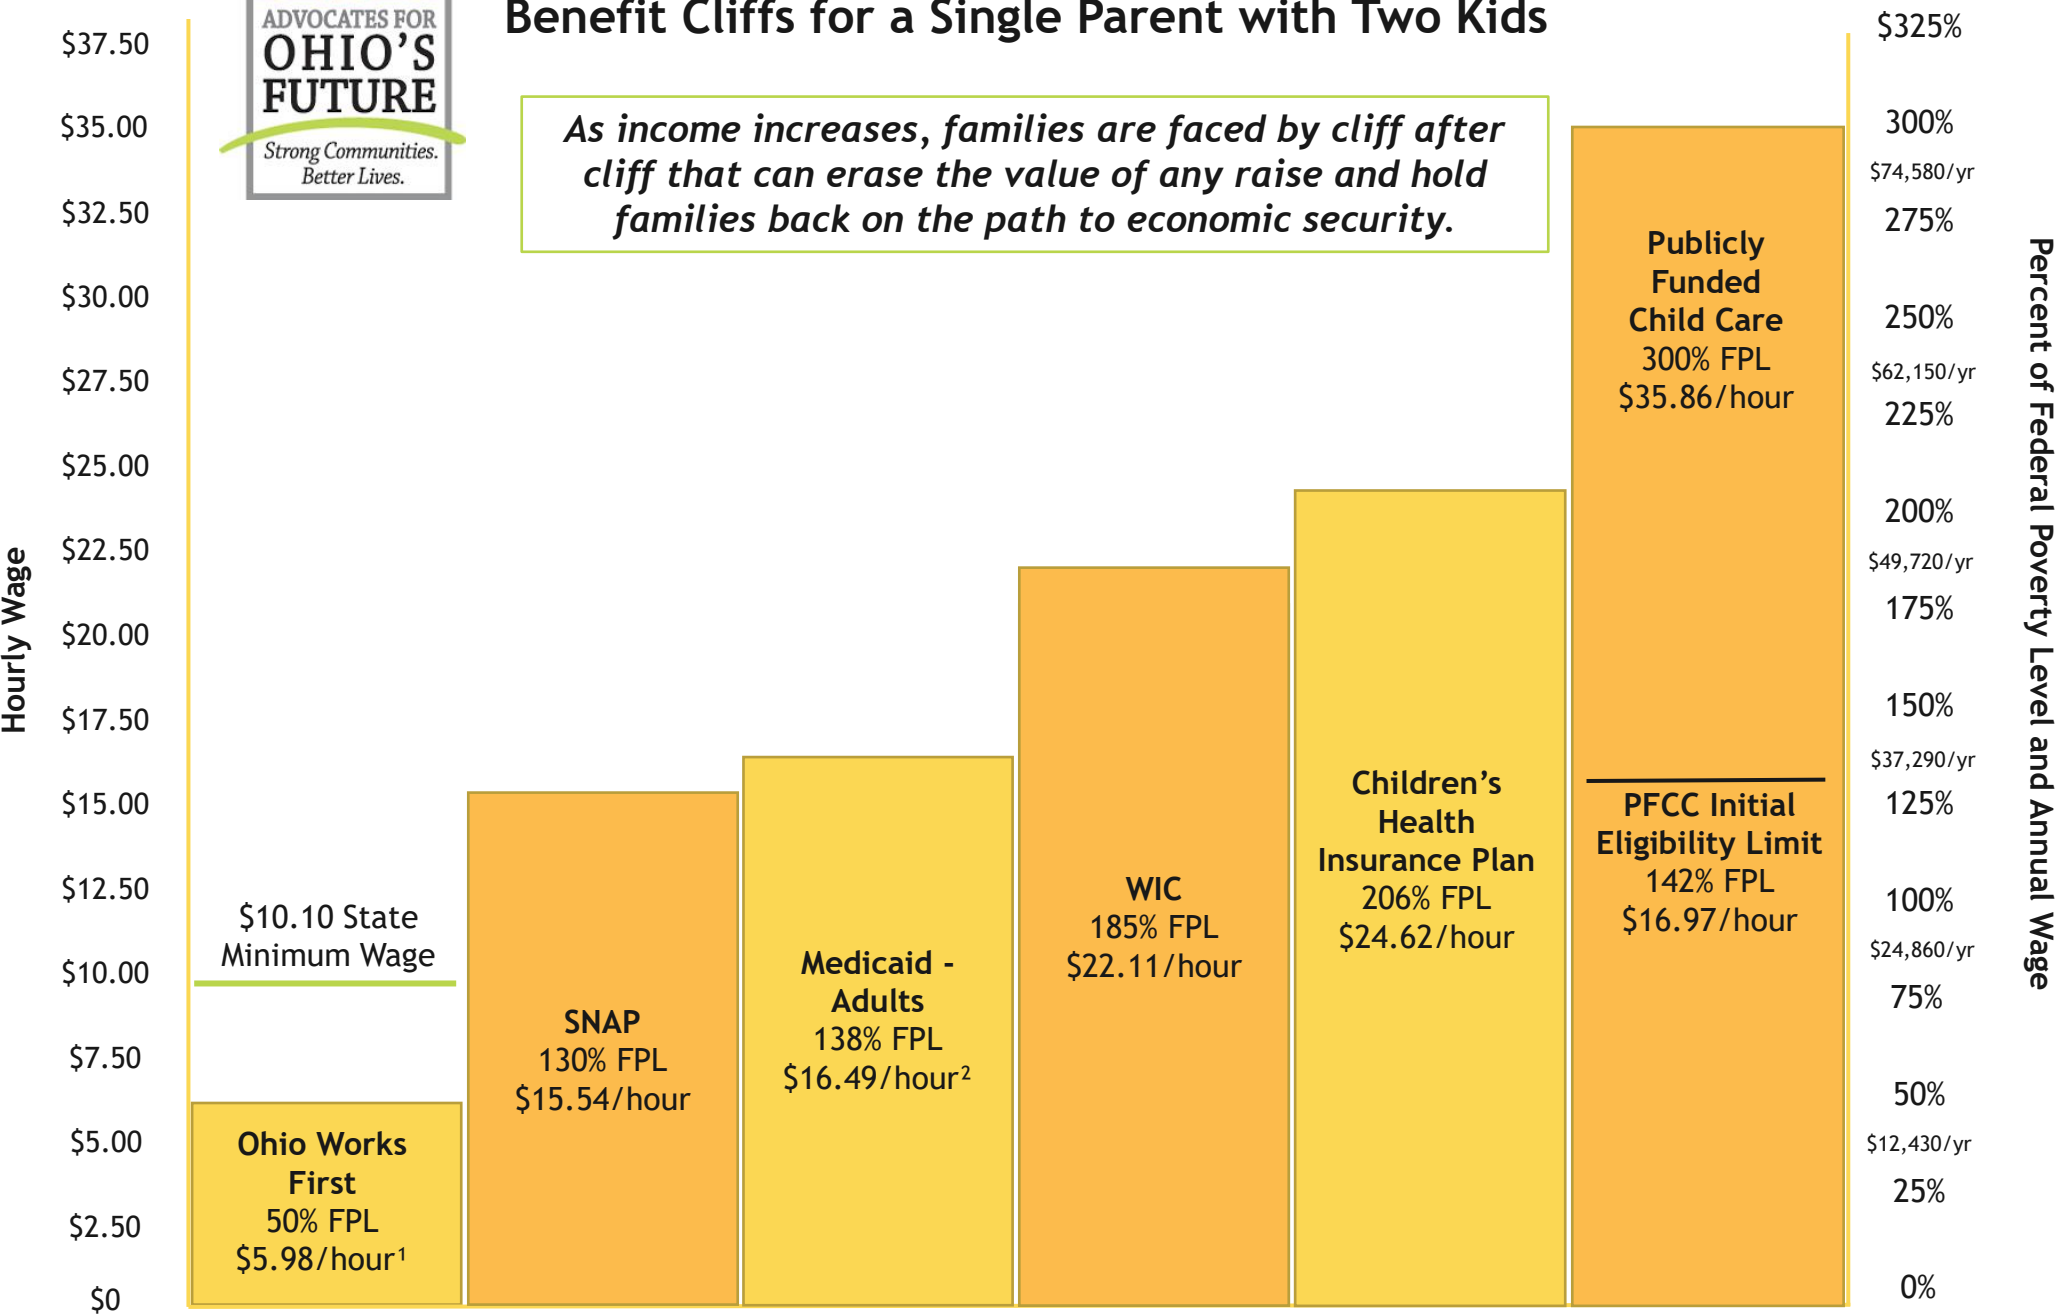 Benefit Cliffs for a Single Parent with Two Kids
ADVOCATES FOR
OHIO'S
FUTURE
Strong Communities.
Better Lives.
As income increases, families are faced by cliff after
cliff that can erase the value of any raise and hold
families back on the path to economic security.
Hourly Wage
$37.50
$35.00
$32.50
$30.00
$27.50
$25.00
$22.50
$20.00
$17.50
$15.00
$12.50
$10.00
$7.50
$5.00
$2.50
$0
$10.10 State
Minimum Wage
Ohio Works
First
50% FPL
$5.98/hour¹
SNAP
130% FPL
$15.54/hour
Medicaid -
Adults
138% FPL
$16.49/hour²
WIC
185% FPL
$22.11/hour
Children's
Health
Insurance Plan
206% FPL
$24.62/hour
Publicly
Funded
Child Care
300% FPL
$35.86/hour
PFCC Initial
Eligibility Limit
142% FPL
$16.97/hour
$325%
300%
$74,580/yr
275%
250%
$62,150/yr
225%
200%
$49,720/yr
175%
150%
$37,290/yr
125%
100%
$24,860/yr
75%
50%
$12,430/yr
25%
0%
Percent of Federal Poverty Level and Annual Wage